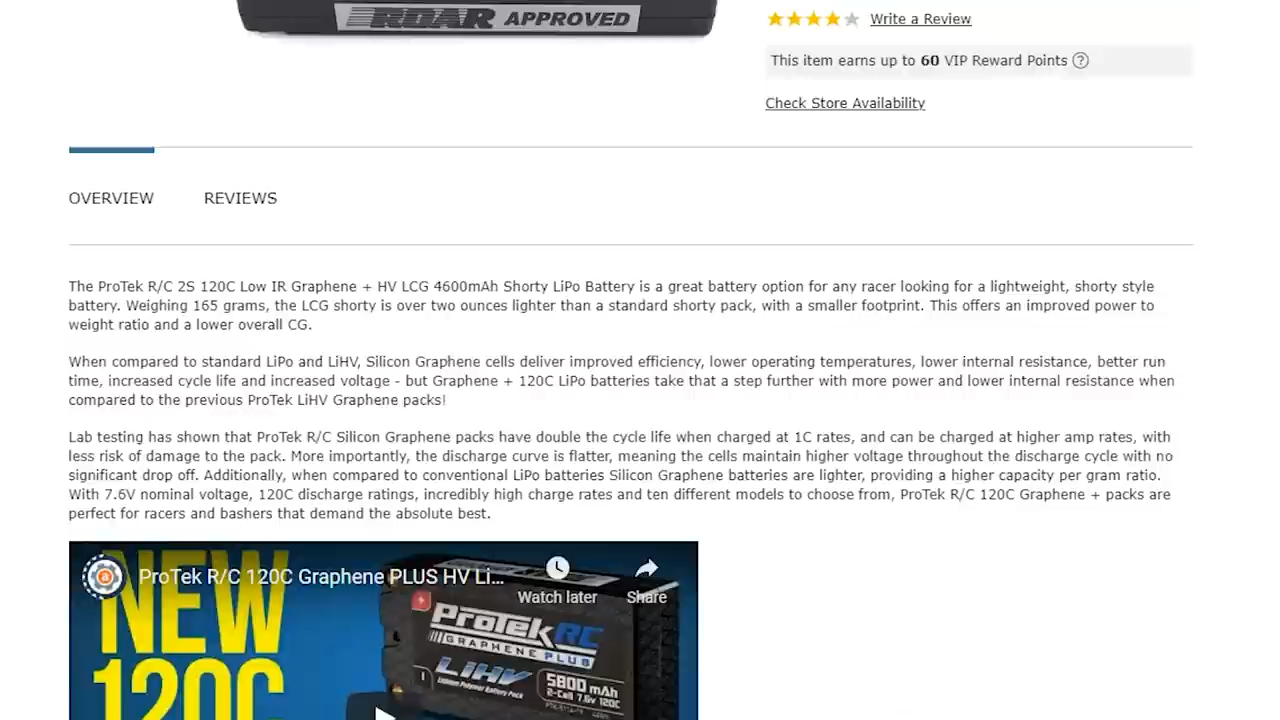 ROAR APPROVED
Write a Review
This item earns up to 60 VIP Reward Points ?
Check Store Availability
OVERVIEW REVIEWS
The ProTek R/C 2S 120C Low IR Graphene + HV LCG 4600mAh Shorty LiPo Battery is a great battery option for any racer looking for a lightweight, shorty style
battery. Weighing 165 grams, the LCG shorty is over two ounces lighter than a standard shorty pack, with a smaller footprint. This offers an improved power to
weight ratio and a lower overall CG.
When compared to standard LiPo and LiHV, Silicon Graphene cells deliver improved efficiency, lower operating temperatures, lower internal resistance, better run
time, increased cycle life and increased voltage - but Graphene + 120C LiPo batteries take that a step further with more power and lower internal resistance when
compared to the previous ProTek LiHV Graphene packs!
Lab testing has shown that ProTek R/C Silicon Graphene packs have double the cycle life when charged at 1C rates, and can be charged at higher amp rates, with
less risk of damage to the pack. More importantly, the discharge curve is flatter, meaning the cells maintain higher voltage throughout the discharge cycle with no
significant drop off. Additionally, when compared to conventional LiPo batteries Silicon Graphene batteries are lighter, providing a higher capacity per gram ratio.
With 7.6V nominal voltage, 120C discharge ratings, incredibly high charge rates and ten different models to choose from, ProTek R/C 120C Graphene + packs are
perfect for racers and bashers that demand the absolute best.
ProTek R/C 120C Graphene PLUS HV Li...
Watch later Share
NEW
120C
ProTek RC
GRAPHENE PLUS
LiHV
Lithium Polymer Battery Pack
5800 mAh
2-Cell 7.6v 120C